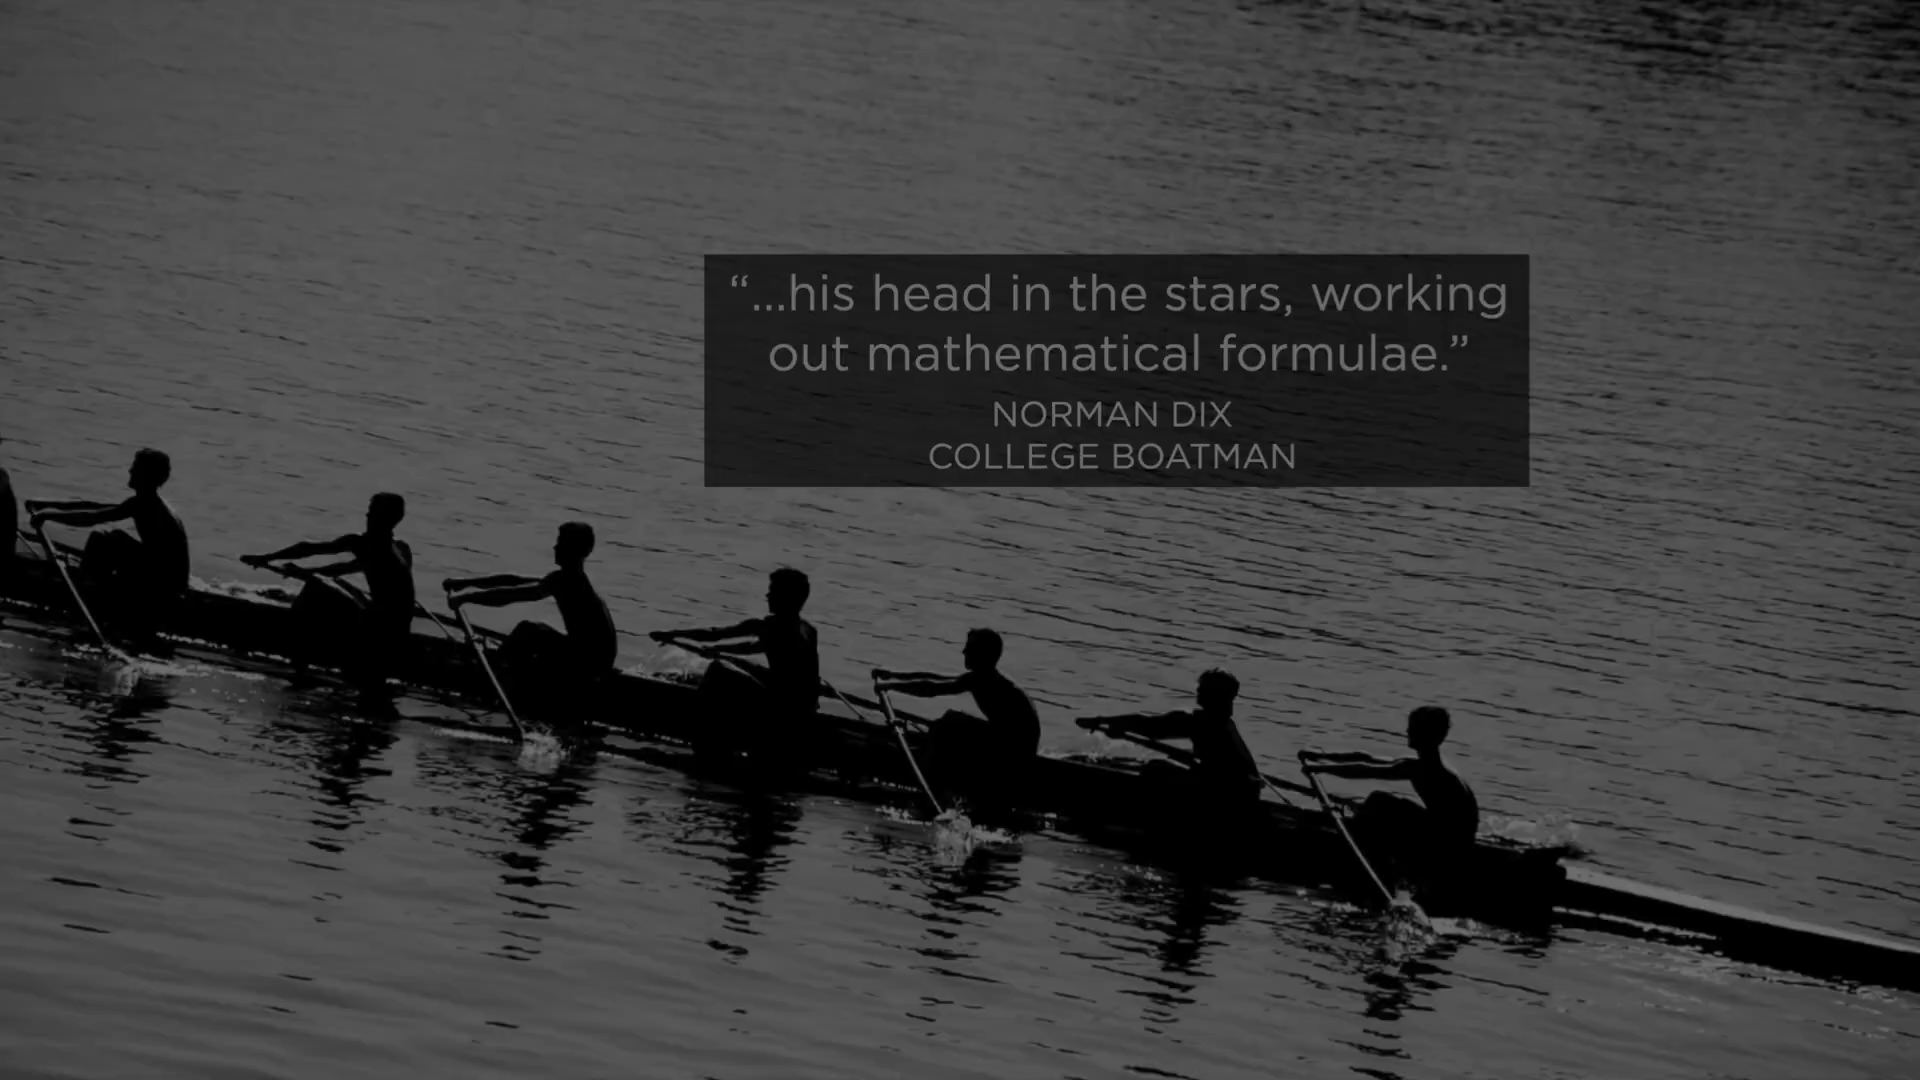 “...his head in the stars, working
out mathematical formulae.”
NORMAN DIX
COLLEGE BOATMAN